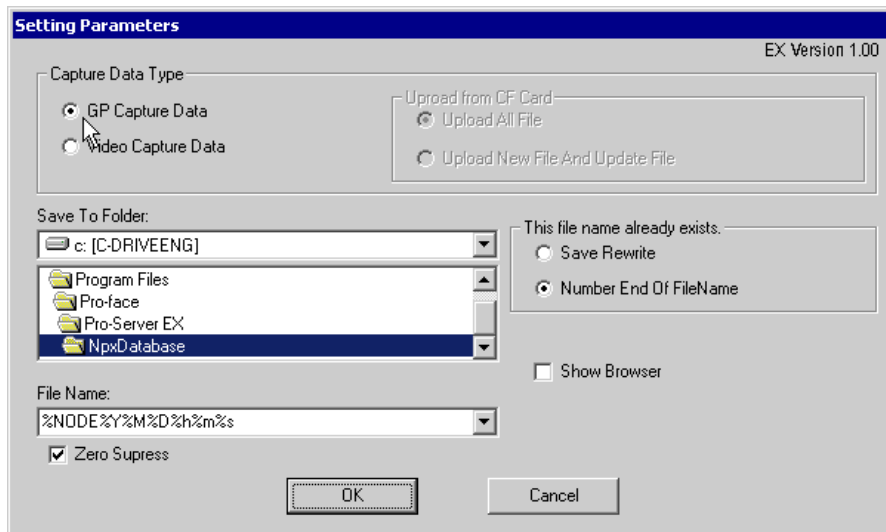 Setting Parameters
EX Version 1.00
Capture Data Type
GP Capture Data
Video Capture Data
Uproad from CF Card
Upload All File
Upload New File And Update File
Save To Folder:
c: [C-DRIVEENG]
Program Files
Pro-face
Pro-Server EX
NpxDatabase
This file name already exists.
Save Rewrite
Number End Of FileName
Show Browser
File Name:
%NODE%Y%M%D%h%m%s
Zero Supress
OK
Cancel